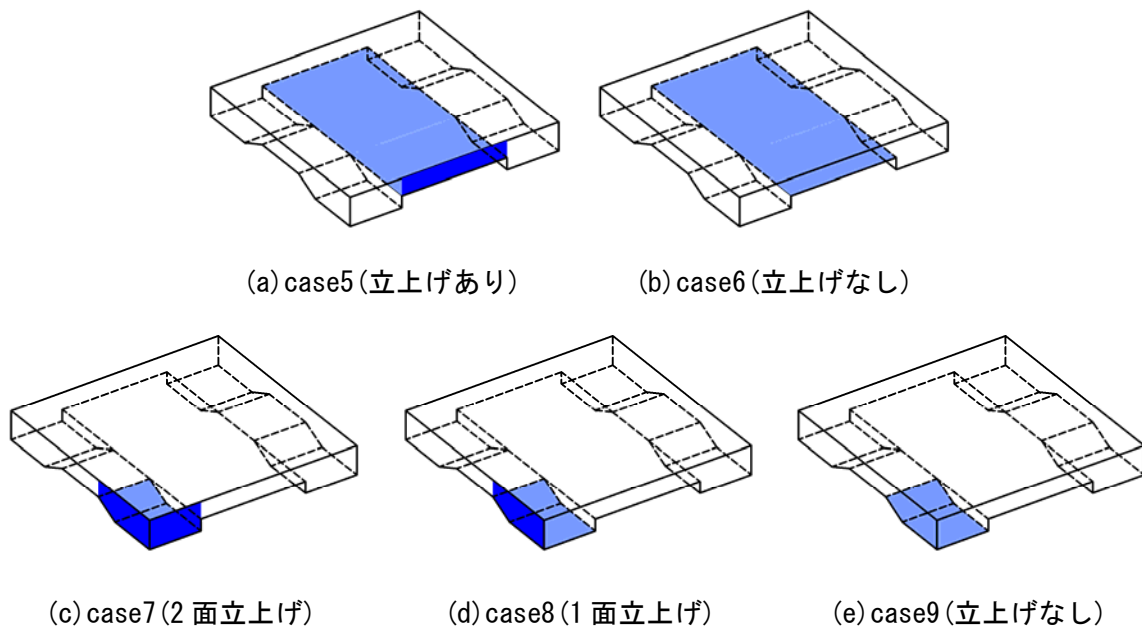 (a)case5(立上げあり)
(b)case6(立上げなし)
(c)case7(2 面立上げ)
(d)case8(1 面立上げ)
(e)case9(立上げなし)